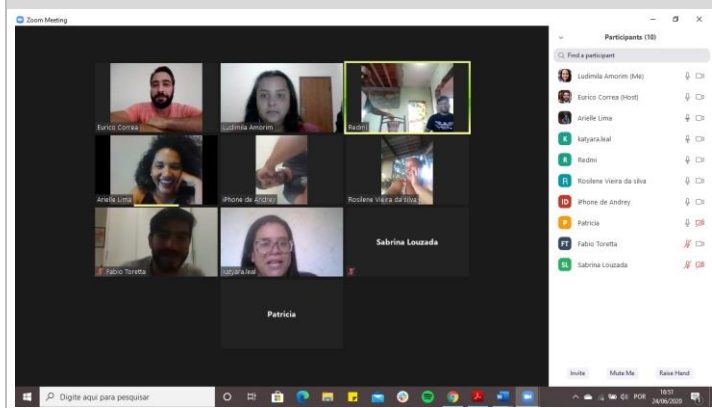 Zoom Meeting
Participants (10)
Find a participant
Eurico Correa
Ludimila Amorim
Redmi
Ludimila Amorim (Me)
Eurico Correa (Host)
Arielle Lima
K katyara.leal
R Redmi
R Rosilene Vieira da silva
ID iPhone de Andrey
P Patricia
FT Fabio Toretta
SL Sabrina Louzada
Arielle Lima
iPhone de Andrey
Rosilene Vieira da silva
Fabio Toretta
katyara.leal
Sabrina Louzada
Patricia
Invite
Mute Me
Raise Hand
Digite aqui para pesquisar
POR
16:51
24/06/2020